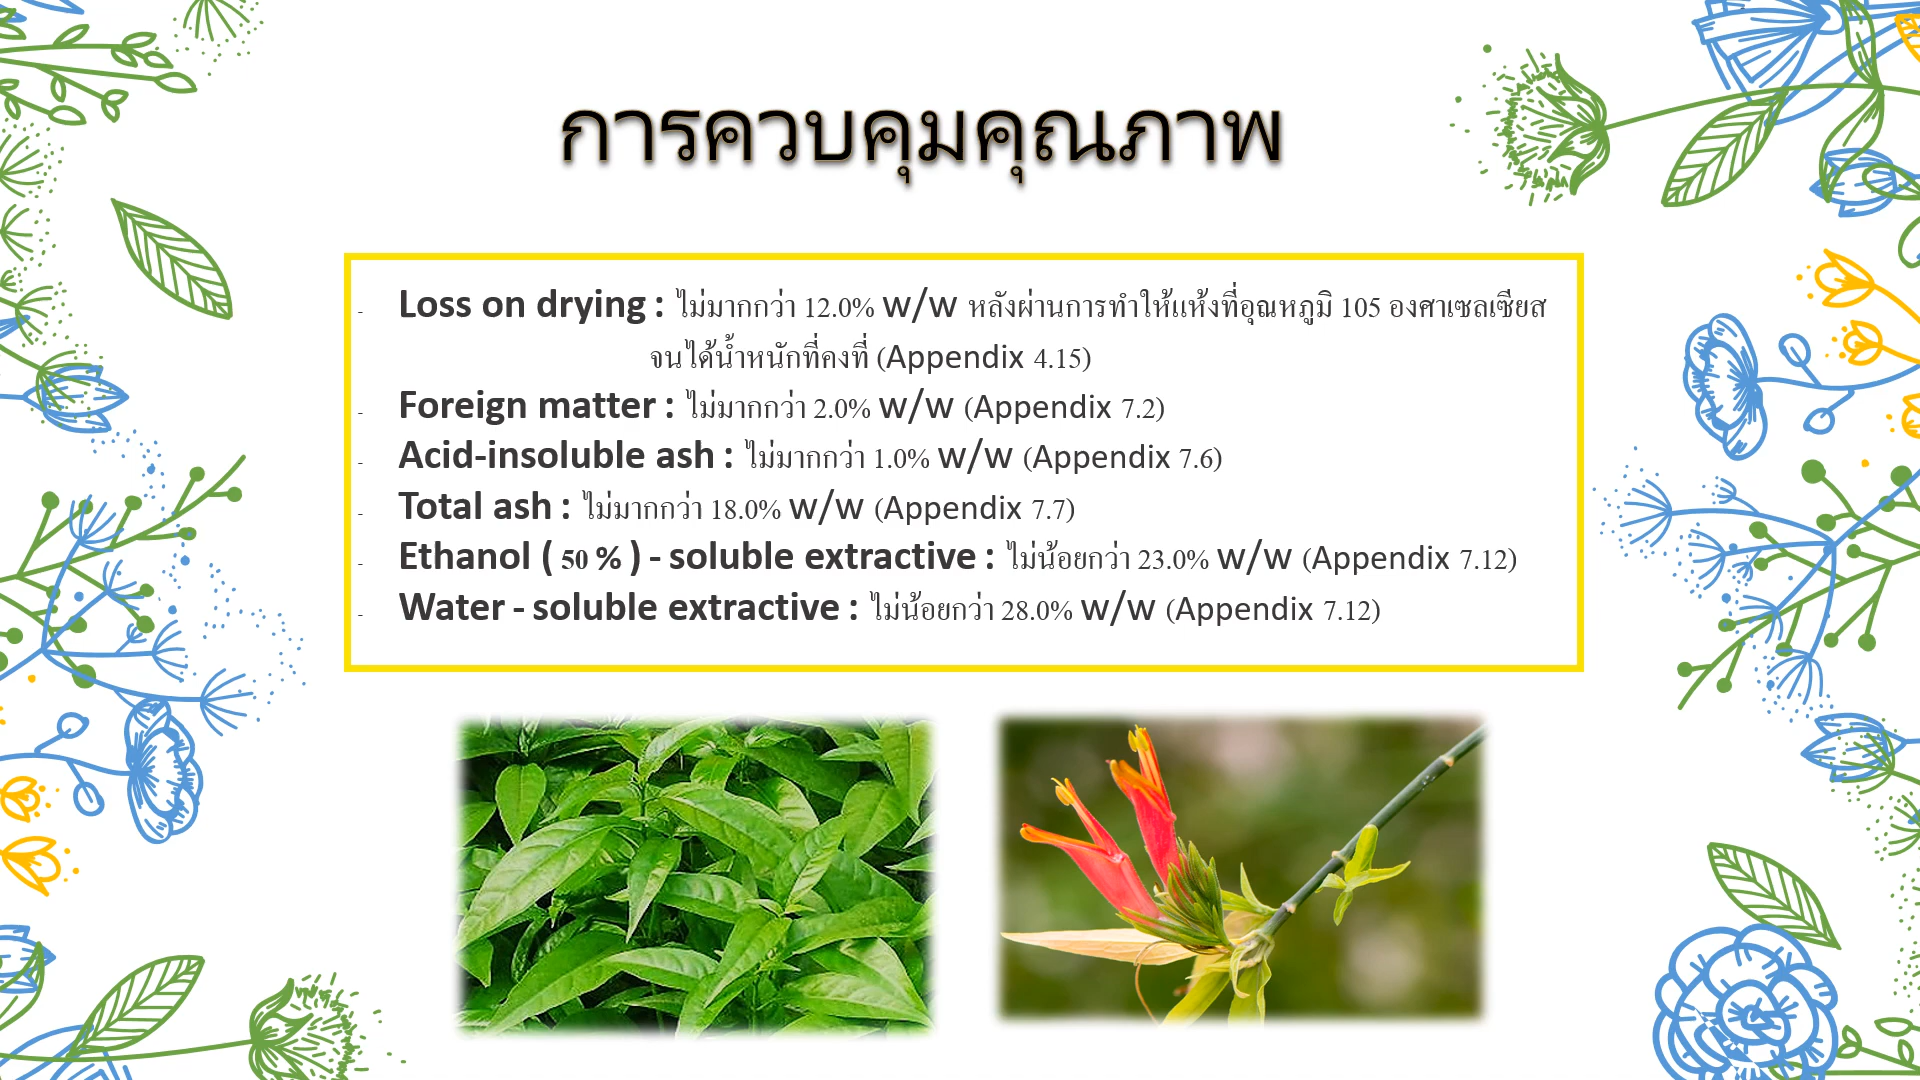 การควบคุมคุณภาพ
- Loss on drying : ไม่มากกว่า 12.0% w/w หลังผ่านการทำให้แห้งที่อุณหภูมิ 105 องศาเซลเซียส
จนได้น้ำหนักที่คงที่ (Appendix 4.15)
- Foreign matter : ไม่มากกว่า 2.0% w/w (Appendix 7.2)
- Acid-insoluble ash : ไม่มากกว่า 1.0% w/w (Appendix 7.6)
- Total ash : ไม่มากกว่า 18.0% w/w (Appendix 7.7)
- Ethanol ( 50 % ) - soluble extractive : ไม่น้อยกว่า 23.0% w/w (Appendix 7.12)
- Water - soluble extractive : ไม่น้อยกว่า 28.0% w/w (Appendix 7.12)